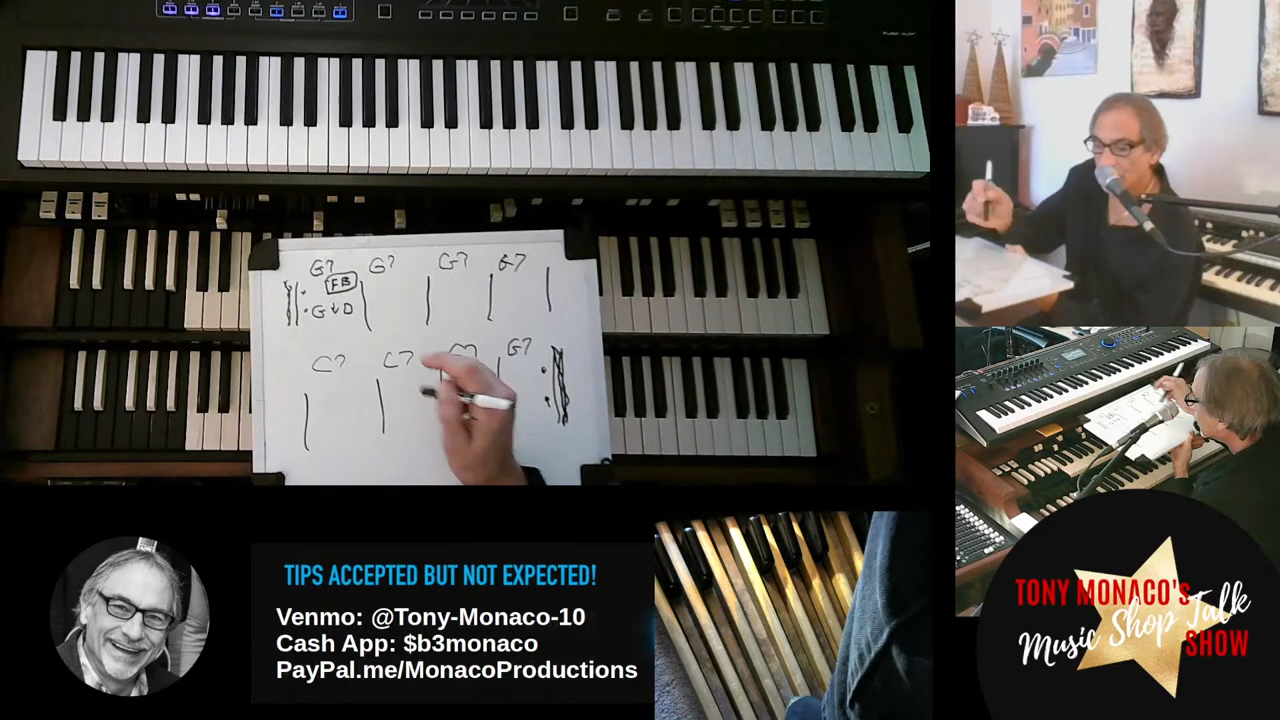 G7 G7 G7 G7
FB
G↓D
C7 C7 G7 G7
TIPS ACCEPTED BUT NOT EXPECTED!
Venmo: @Tony-Monaco-10
Cash App: $b3monaco
PayPal.me/MonacoProductions
TONY MONACO'S
Music Shop Talk
SHOW